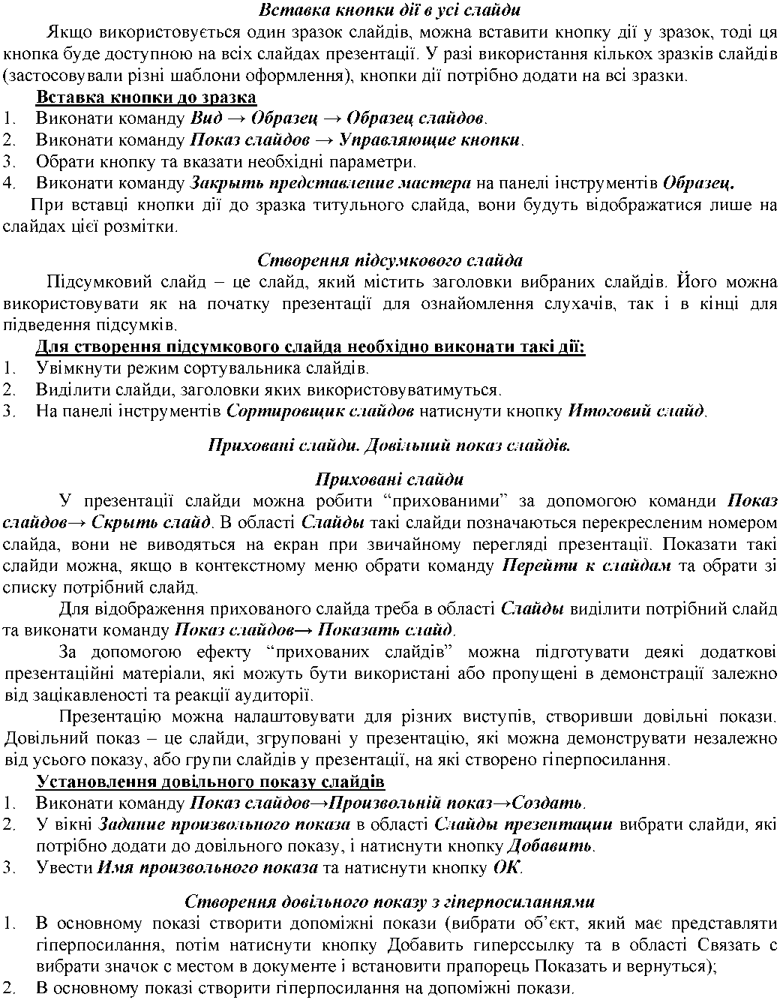 Вставка кнопки дії в усі слайди
Якщо використовується один зразок слайдів, можна вставити кнопку дії у зразок, тоді ця
кнопка буде доступною на всіх слайдах презентації. У разі використання кількох зразків слайдів
(застосовували різні шаблони оформлення), кнопки дії потрібно додати на всі зразки.
Вставка кнопки до зразка
1. Виконати команду Вид → Образец → Образец слайдов.
2. Виконати команду Показ слайдов → Управляющие кнопки.
3. Обрати кнопку та вказати необхідні параметри.
4. Виконати команду Закрыть представление мастера на панелі інструментів Образец.
При вставці кнопки дії до зразка титульного слайда, вони будуть відображатися лише на
слайдах цієї розмітки.
Створення підсумкового слайда
Підсумковий слайд – це слайд, який містить заголовки вибраних слайдів. Його можна
використовувати як на початку презентації для ознайомлення слухачів, так і в кінці для
підведення підсумків.
Для створення підсумкового слайда необхідно виконати такі дії:
1. Увімкнути режим сортувальника слайдів.
2. Виділити слайди, заголовки яких використовуватимуться.
3. На панелі інструментів Сортировщик слайдов натиснути кнопку Итоговий слайд.
Приховані слайди. Довільний показ слайдів.
Приховані слайди
У презентації слайди можна робити “прихованими” за допомогою команди Показ
слайдов→ Скрыть слайд. В області Слайды такі слайди позначаються перекресленим номером
слайда, вони не виводяться на екран при звичайному перегляді презентації. Показати такі
слайди можна, якщо в контекстному меню обрати команду Перейти к слайдам та обрати зі
списку потрібний слайд.
Для відображення прихованого слайда треба в області Слайды виділити потрібний слайд
та виконати команду Показ слайдов→ Показать слайд.
За допомогою ефекту “прихованих слайдів” можна підготувати деякі додаткові
презентаційні матеріали, які можуть бути використані або пропущені в демонстрації залежно
від зацікавленості та реакції аудиторії.
Презентацію можна налаштовувати для різних виступів, створивши довільні покази.
Довільний показ – це слайди, згруповані у презентацію, які можна демонструвати незалежно
від усього показу, або групи слайдів у презентації, на які створено гіперпосилання.
Установлення довільного показу слайдів
1. Виконати команду Показ слайдов→Произвольній показ→Создать.
2. У вікні Задание произвольного показа в області Слайды презентации вибрати слайди, які
потрібно додати до довільного показу, і натиснути кнопку Добавить.
3. Увести Имя произвольного показа та натиснути кнопку ОК.
Створення довільного показу з гіперпосиланнями
1. В основному показі створити допоміжні покази (вибрати об’єкт, який має представляти
гіперпосилання, потім натиснути кнопку Добавить гиперссылку та в області Связать с
вибрати значок с местом в документе і встановити прапорець Показать и вернуться);
2. В основному показі створити гіперпосилання на допоміжні покази.